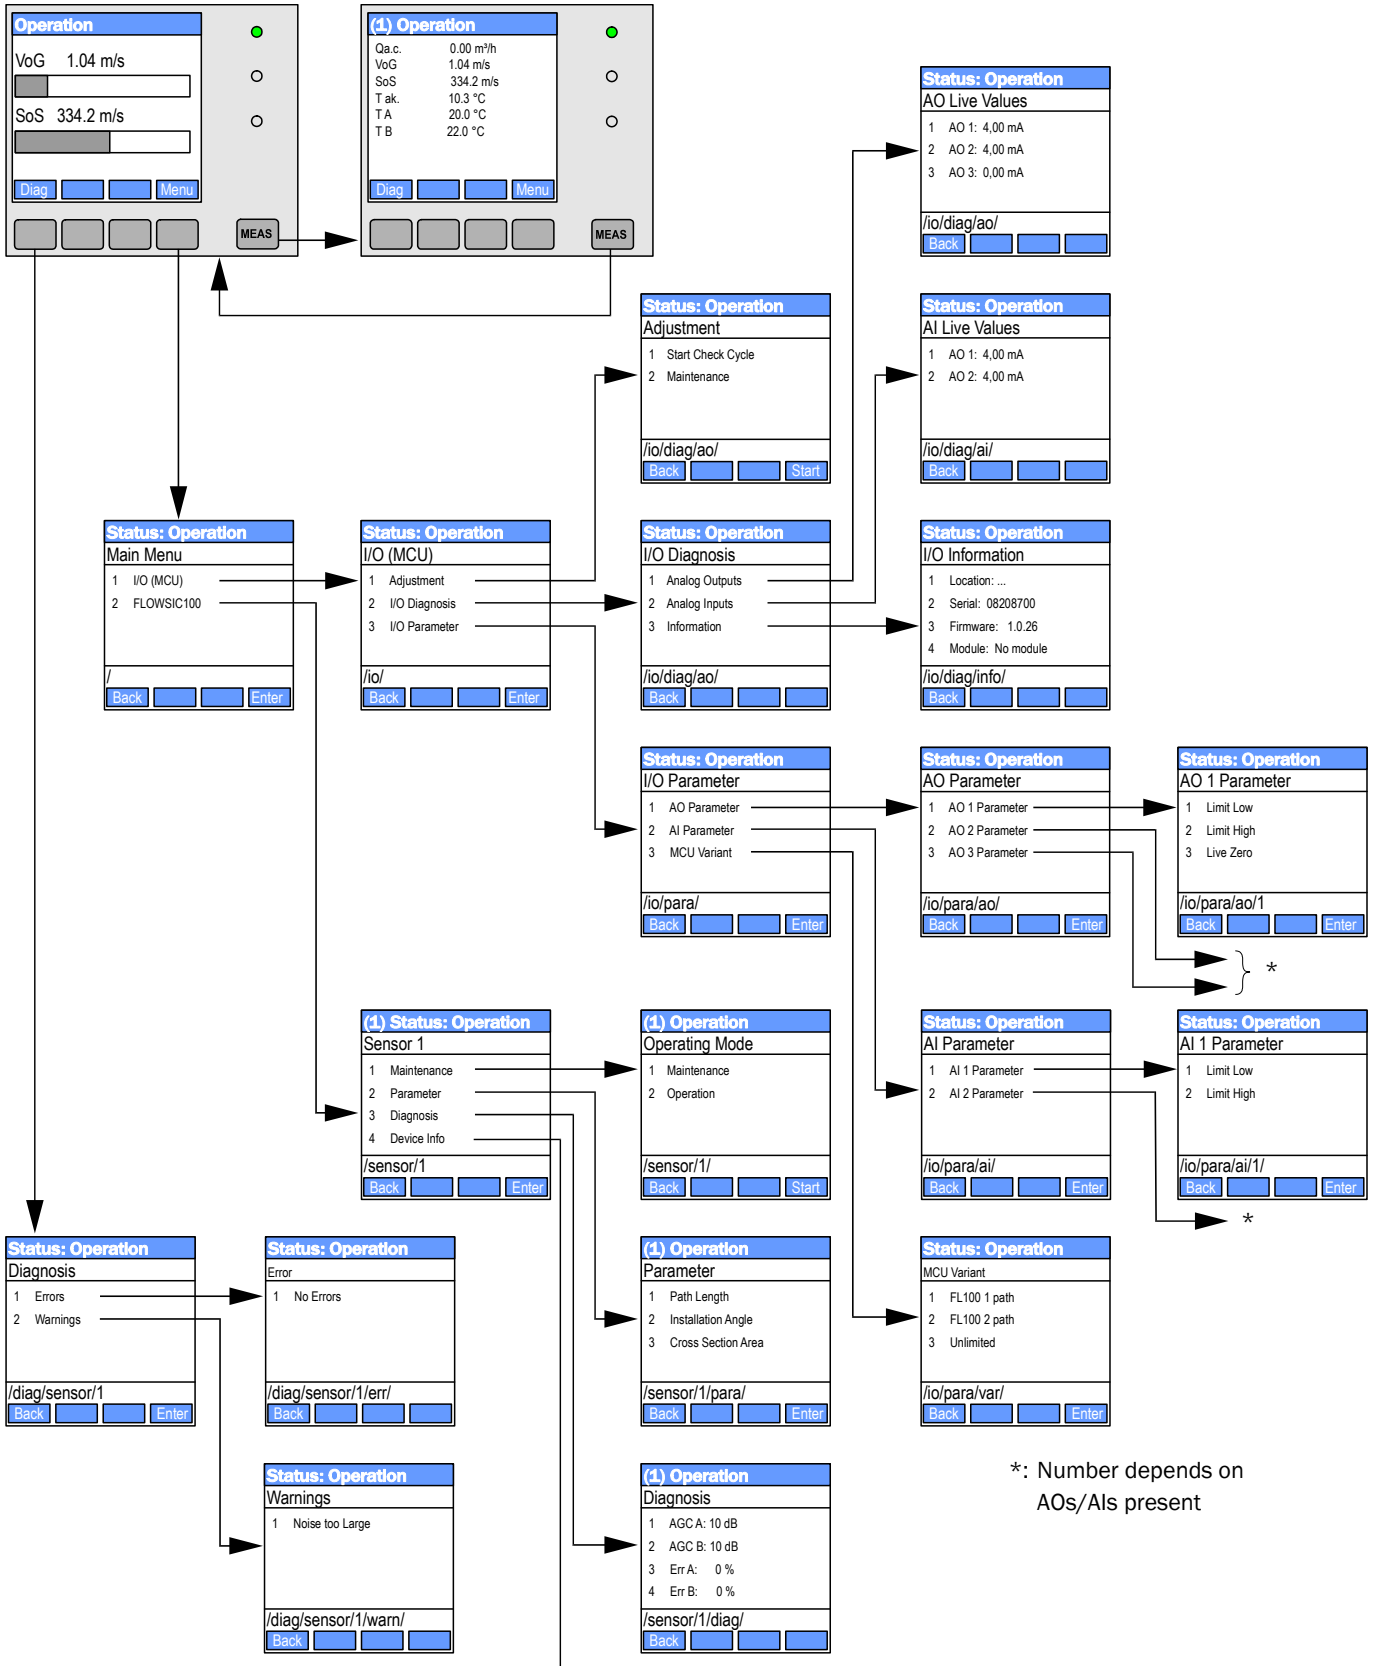 Operation
VoG 1.04 m/s
SoS 334.2 m/s
Diag Menu
MEAS
(1) Operation
Qa.c. 0.00 m³/h
VoG 1.04 m/s
SoS 334.2 m/s
T ak. 10.3 °C
T A 20.0 °C
T B 22.0 °C
Diag Menu
MEAS
Status: Operation
AO Live Values
1 AO 1: 4,00 mA
2 AO 2: 4,00 mA
3 AO 3: 0,00 mA
/io/diag/ao/
Back
Status: Operation
Adjustment
1 Start Check Cycle
2 Maintenance
/io/diag/ao/
Back Start
Status: Operation
AI Live Values
1 AO 1: 4,00 mA
2 AO 2: 4,00 mA
/io/diag/ai/
Back
Status: Operation
Main Menu
1 I/O (MCU)
2 FLOWSIC100
/
Back Enter
Status: Operation
I/O (MCU)
1 Adjustment
2 I/O Diagnosis
3 I/O Parameter
/io/
Back Enter
Status: Operation
I/O Diagnosis
1 Analog Outputs
2 Analog Inputs
3 Information
/io/diag/ao/
Back
Status: Operation
I/O Information
1 Location: ...
2 Serial: 08208700
3 Firmware: 1.0.26
4 Module: No module
/io/diag/info/
Back
Status: Operation
I/O Parameter
1 AO Parameter
2 AI Parameter
3 MCU Variant
/io/para/
Back Enter
Status: Operation
AO Parameter
1 AO 1 Parameter
2 AO 2 Parameter
3 AO 3 Parameter
/io/para/ao/
Back Enter
Status: Operation
AO 1 Parameter
1 Limit Low
2 Limit High
3 Live Zero
/io/para/ao/1
Back Enter
*
(1) Status: Operation
Sensor 1
1 Maintenance
2 Parameter
3 Diagnosis
4 Device Info
/sensor/1
Back Enter
(1) Operation
Operating Mode
1 Maintenance
2 Operation
/sensor/1/
Back Start
Status: Operation
AI Parameter
1 AI 1 Parameter
2 AI 2 Parameter
/io/para/ai/
Back Enter
Status: Operation
AI 1 Parameter
1 Limit Low
2 Limit High
/io/para/ai/1/
Back Enter
*
Status: Operation
Diagnosis
1 Errors
2 Warnings
/diag/sensor/1
Back Enter
Status: Operation
Error
1 No Errors
/diag/sensor/1/err/
Back
(1) Operation
Parameter
1 Path Length
2 Installation Angle
3 Cross Section Area
/sensor/1/para/
Back Enter
Status: Operation
MCU Variant
1 FL100 1 path
2 FL100 2 path
3 Unlimited
/io/para/var/
Back Enter
Status: Operation
Warnings
1 Noise too Large
/diag/sensor/1/warn/
Back
(1) Operation
Diagnosis
1 AGC A: 10 dB
2 AGC B: 10 dB
3 Err A: 0 %
4 Err B: 0 %
/sensor/1/diag/
Back
*: Number depends on
AOs/AIs present